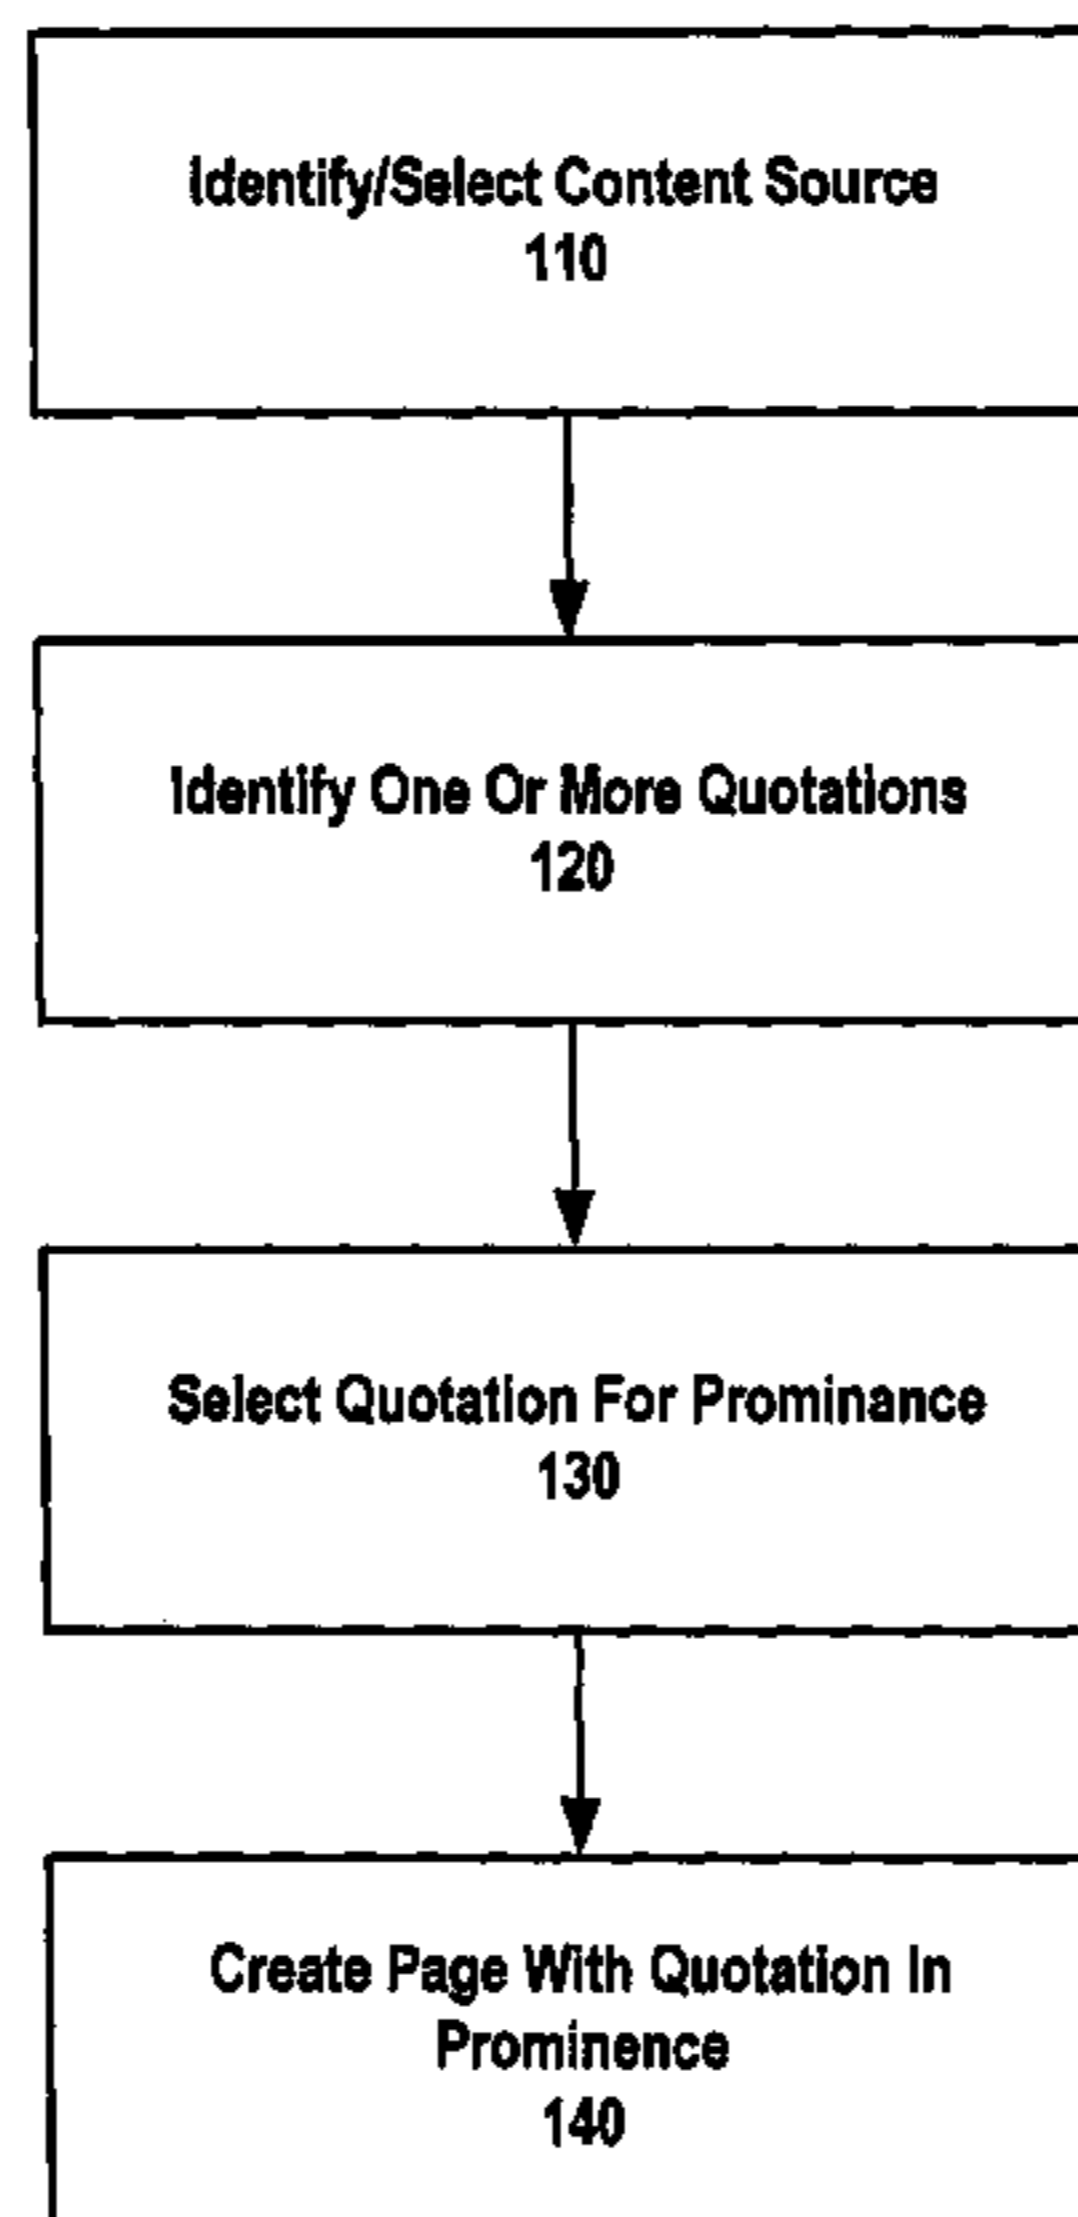 Identify/Select Content Source
110
Identify One Or More Quotations
120
Select Quotation For Prominance
130
Create Page With Quotation In
Prominence
140